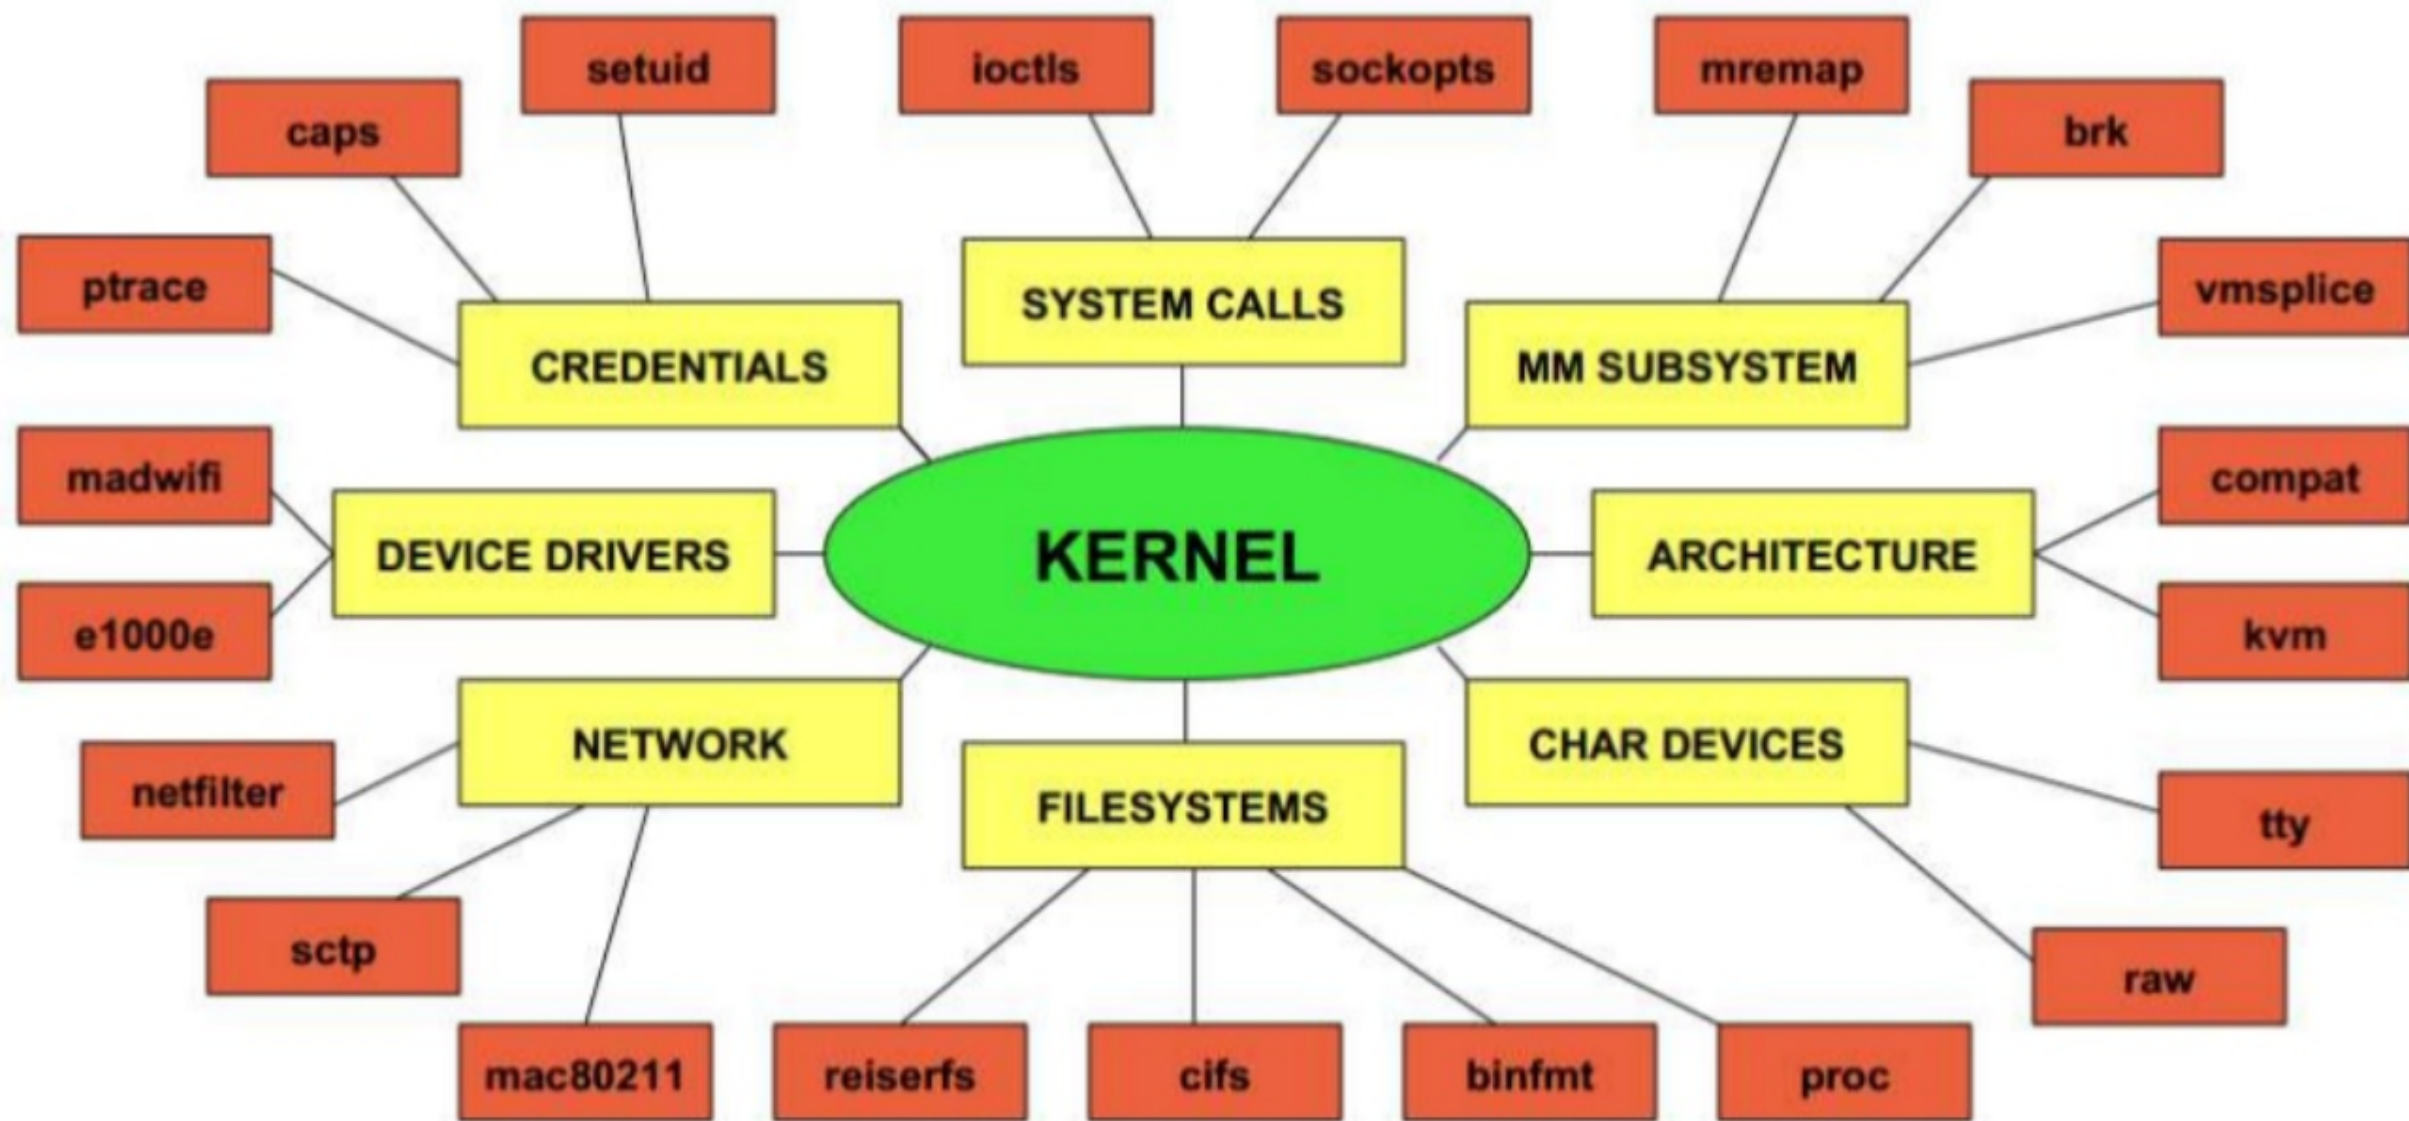 setuid
ioctls
sockopts
mremap
caps
brk
ptrace
SYSTEM CALLS
vmsplice
CREDENTIALS
MM SUBSYSTEM
madwifi
compat
DEVICE DRIVERS
KERNEL
ARCHITECTURE
e1000e
kvm
NETWORK
CHAR DEVICES
netfilter
FILESYSTEMS
tty
sctp
raw
mac80211
reiserfs
cifs
binfmt
proc